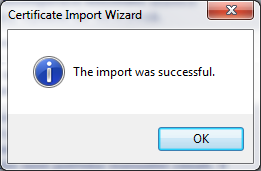 Certificate Import Wizard
The import was successful.
OK